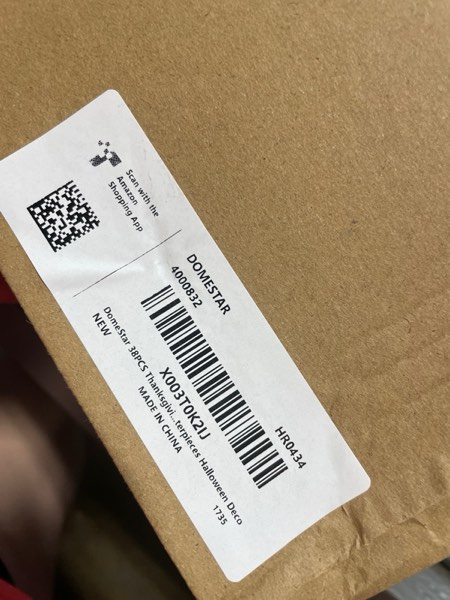 Scan with the
Amazon
Shopping App
DOMESTAR
4000832
HR0434
X003T0K2IJ
DomeStar 38PCS Thanksgivi...terpieces Halloween Deco
NEW
MADE IN CHINA
1735